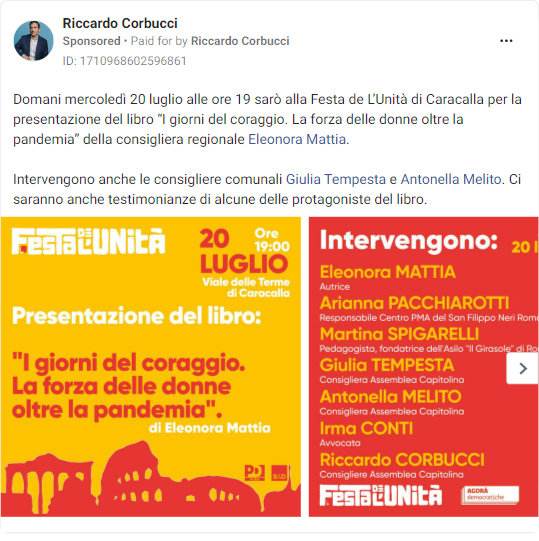 Riccardo Corbucci
Sponsored • Paid for by Riccardo Corbucci
ID: 1710968602596861
Domani mercoledì 20 luglio alle ore 19 sarò alla Festa de L'Unità di Caracalla per la
presentazione del libro "I giorni del coraggio. La forza delle donne oltre la
pandemia" della consigliera regionale Eleonora Mattia.
Intervengono anche le consigliere comunali Giulia Tempesta e Antonella Melito. Ci
saranno anche testimonianze di alcune delle protagoniste del libro.
Festa DE L'UNITÀ
20 LUGLIO
Ore 19:00
Viale delle Terme
di Caracalla
Presentazione del libro:
"I giorni del coraggio.
La forza delle donne
oltre la pandemia".
di Eleonora Mattia
PD
S&D
Intervengono:
20
Eleonora MATTIA
Autrice
Arianna PACCHIAROTTI
Responsabile Centro PMA del San Filippo Neri
Martina SPIGARELLI
Pedagogista, fondatrice dell'Asilo "Il Girasole" di
Giulia TEMPESTA
Consigliera Assemblea Capitolina
Antonella MELITO
Consigliera Assemblea Capitolina
Irma CONTI
Avvocata
Riccardo CORBUCCI
Consigliere Assemblea Capitolina
Festa DE L'UNITÀ
AGORÀ
democratiche